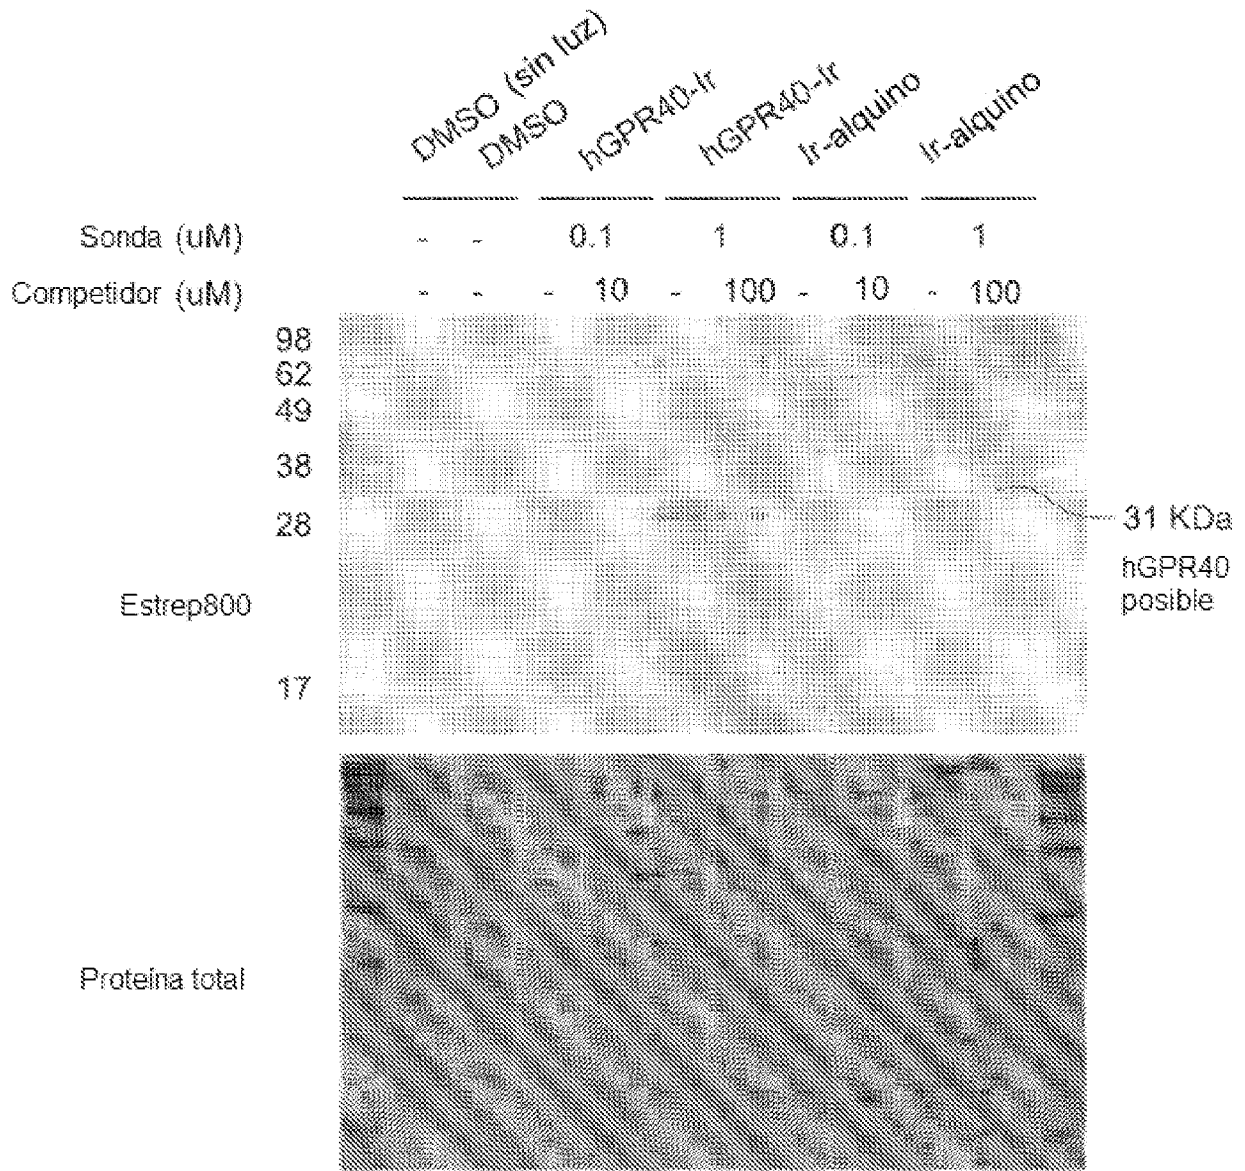 DMSO (sin luz)
DMSO
hGPR40-Ir
hGPR40-Ir
Ir-alquino
Ir-alquino
Sonda (uM) - - 0.1 1 0.1 1
Competidor (uM) - - - 10 - 100 - 10 - 100
98
62
49
38
28
17
31 KDa
hGPR40
posible
Estrep800
Proteína total